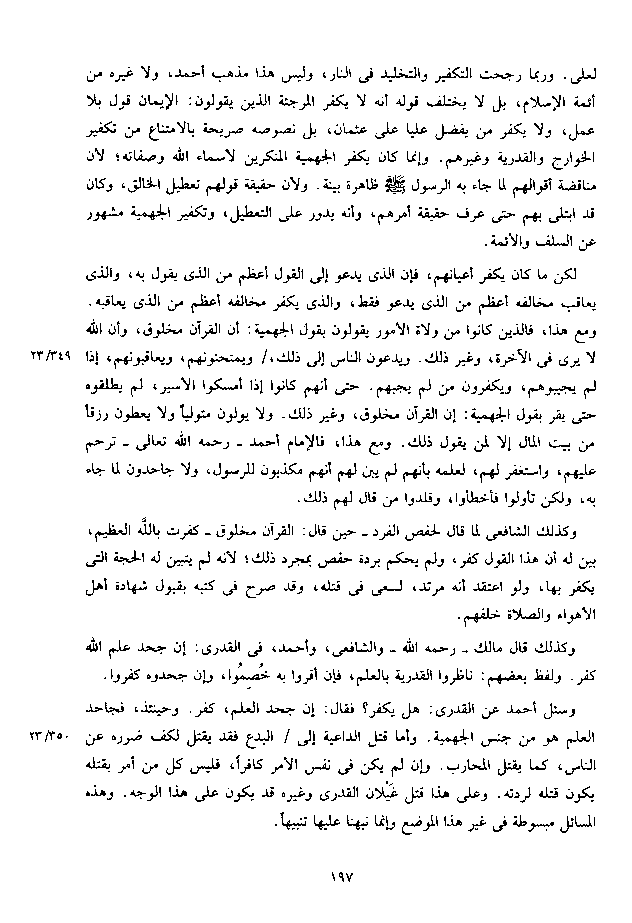 لعلى. وربما رجحت التكفير والتخليد فى النار، وليس هذا مذهب أحمد، ولا غيره من
أئمة الإسلام، بل لا يختلف قوله أنه لا يكفر المرجئة الذين يقولون: الإيمان قول بلا
عمل، ولا يكفر من يفضل عليا على عثمان، بل نصوصه صريحة بالامتناع من تكفير
الخوارج والقدرية وغيرهم. وإنما كان يكفر الجهمية المنكرين لأسماء الله وصفاته؛ لأن
مناقضة أقوالهم لما جاء به الرسول ﷺ ظاهرة بينة. ولأن حقيقة قولهم تعطيل الخالق، وكان
قد ابتلى بهم حتى عرف حقيقة أمرهم، وأنه يدور على التعطيل، وتكفير الجهمية مشهور
عن السلف والأئمة.
لكن ما كان يكفر أعيانهم، فإن الذى يدعو إلى القول أعظم من الذى يقول به، والذى
يعاقب مخالفه أعظم من الذى يدعو فقط، والذى يكفر مخالفه أعظم من الذى يعاقبه.
ومع هذا، فالذين كانوا من ولاة الأمور يقولون بقول الجهمية: أن القرآن مخلوق، وأن الله
لا يرى فى الآخرة، وغير ذلك. ويدعون الناس إلى ذلك،/ ويمتحنونهم، ويعاقبونهم، إذا ٢٣/٣٤٩
لم يجيبوهم، ويكفرون من لم يجبهم. حتى أنهم كانوا إذا أمسكوا الأسير، لم يطلقوه
حتى يقر بقول الجهمية: إن القرآن مخلوق، وغير ذلك. ولا يولون متولياً ولا يعطون رزقاً
من بيت المال إلا لمن يقول ذلك. ومع هذا، فالإمام أحمد ـ رحمه الله تعالى ـ ترحم
عليهم، واستغفر لهم، لعلمه بأنهم لم يبن لهم أنهم مكذبون للرسول، ولا جاحدون لما جاء
به، ولكن تأولوا فأخطأوا، وقلدوا من قال لهم ذلك.
وكذلك الشافعى لما قال لحفص الفرد ـ حين قال: القرآن مخلوق ـ كفرت باللَّه العظيم،
بين له أن هذا القول كفر، ولم يحكم بردة حفص بمجرد ذلك؛ لأنه لم يتبين له الحجة التى
يكفر بها، ولو اعتقد أنه مرتد، لسعى فى قتله، وقد صرح فى كتبه بقبول شهادة أهل
الأهواء والصلاة خلفهم.
وكذلك قال مالك ـ رحمه الله ـ والشافعى، وأحمد، فى القدرى: إن جحد علم الله
كفر. ولفظ بعضهم: ناظروا القدرية بالعلم، فإن أقروا به خُصِمُوا، وإن جحدوه كفروا.
وسئل أحمد عن القدرى: هل يكفر؟ فقال: إن جحد العلم، كفر. وحينئذ، فجاحد
العلم هو من جنس الجهمية. وأما قتل الداعية إلى / البدع فقد يقتل لكف ضرره عن ٢٣/٣٥٠
الناس، كما يقتل المحارب. وإن لم يكن فى نفس الأمر كافراً، فليس كل من أمر بقتله
يكون قتله لردته. وعلى هذا قتل غَيْلان القدرى وغيره قد يكون على هذا الوجه. وهذه
المسائل مبسوطة فى غير هذا الموضع وإنما نبهنا عليها تنبيهاً.
١٩٧